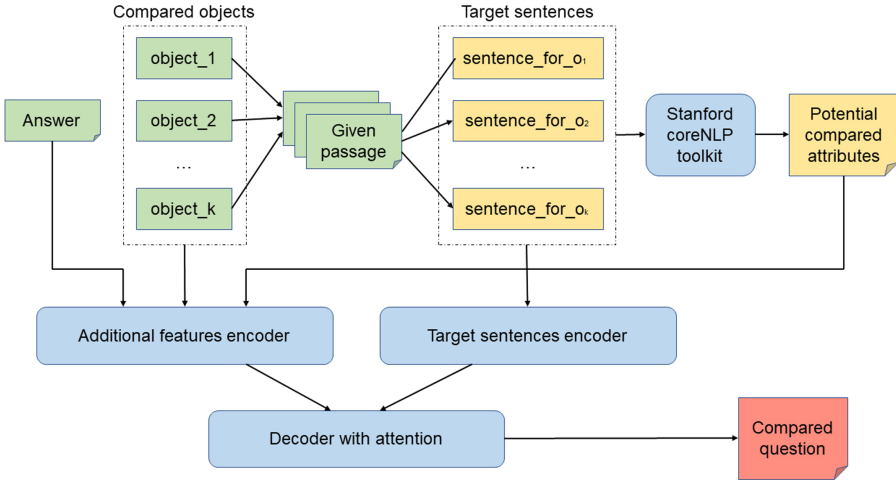 Compared objects
Target sentences
object_1
sentence_for_o₁
Answer
object_2
Given
passage
sentence_for_o₂
Stanford
coreNLP
toolkit
Potential
compared
attributes
...
...
object_k
sentence_for_oₖ
Additional features encoder
Target sentences encoder
Decoder with attention
Compared
question